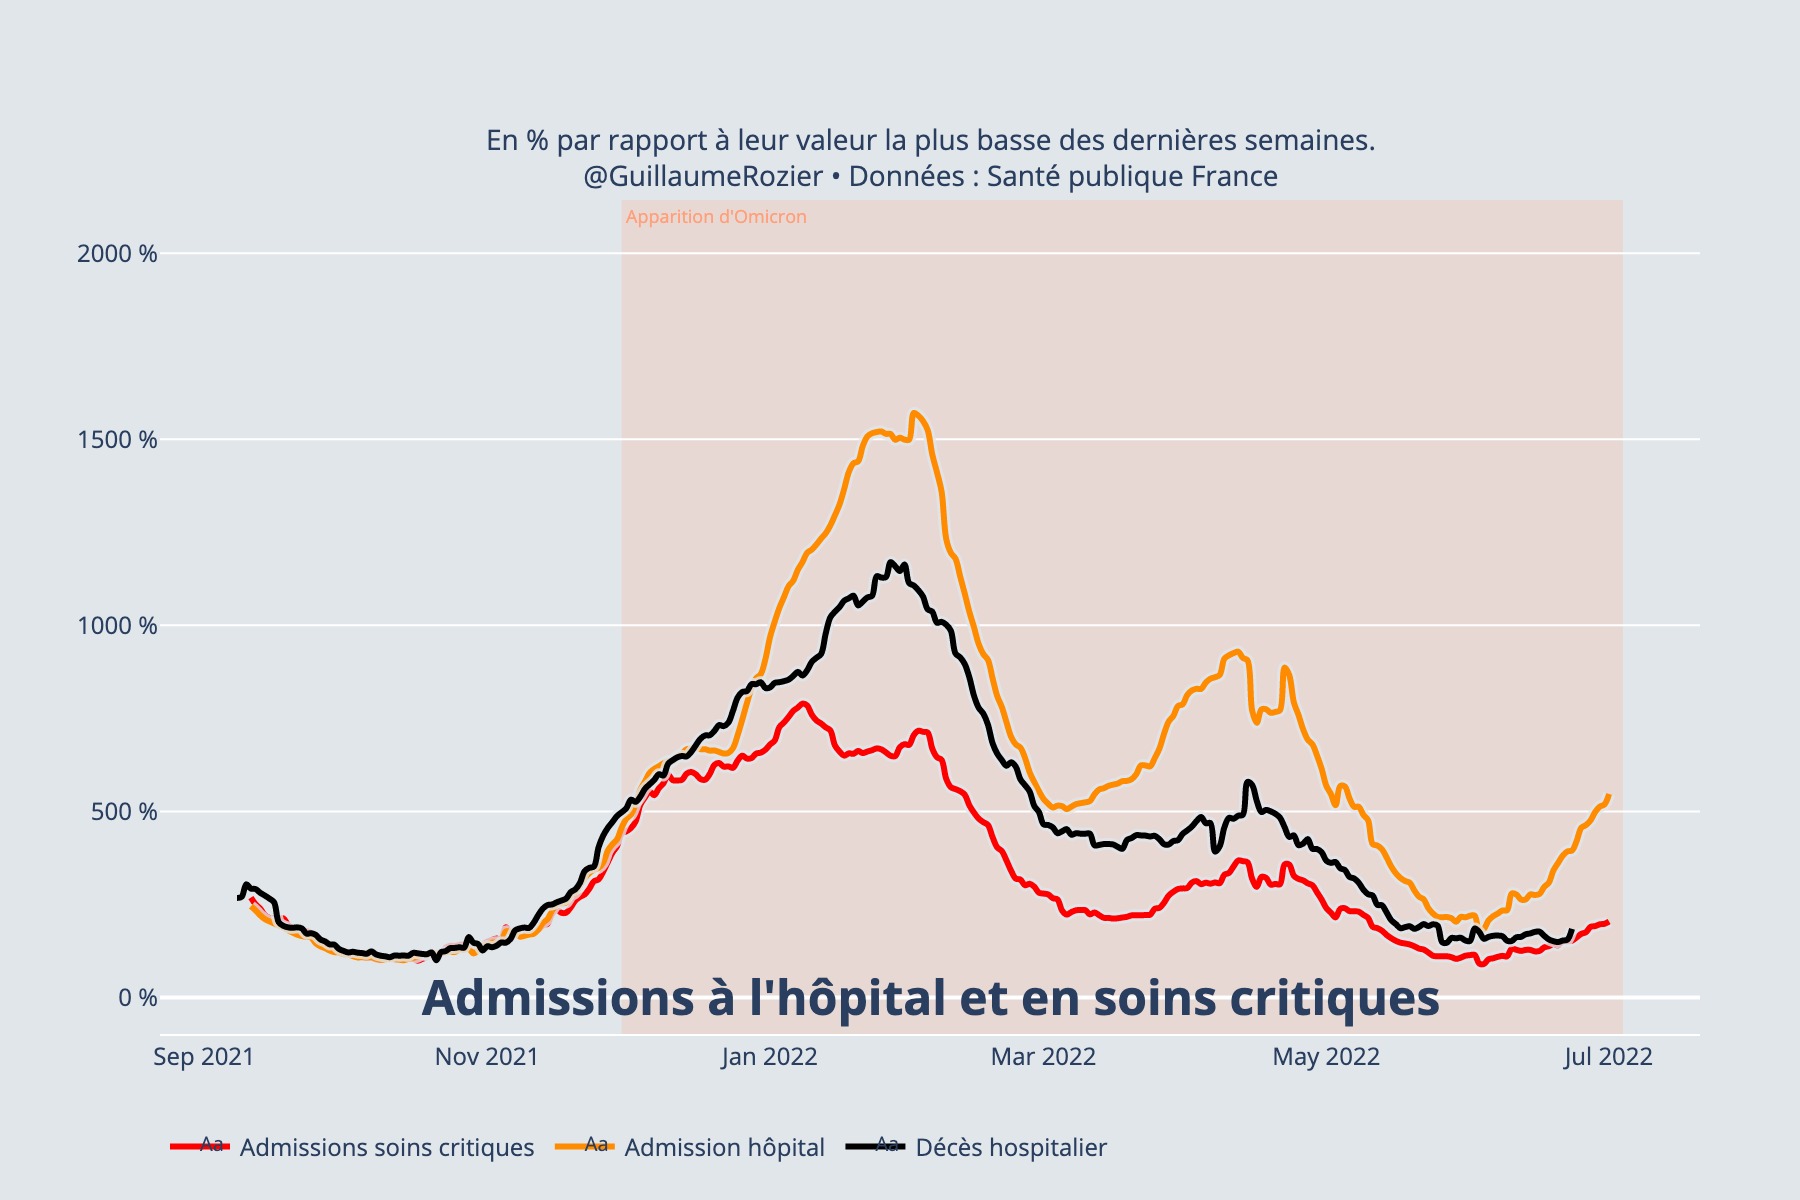 En % par rapport à leur valeur la plus basse des dernières semaines.
@GuillaumeRozier • Données : Santé publique France
Apparition d'Omicron
2000 %
1500 %
1000 %
500 %
0 %
Admissions à l'hôpital et en soins critiques
Sep 2021
Nov 2021
Jan 2022
Mar 2022
May 2022
Jul 2022
Aa Admissions soins critiques
Aa Admission hôpital
Aa Décès hospitalier